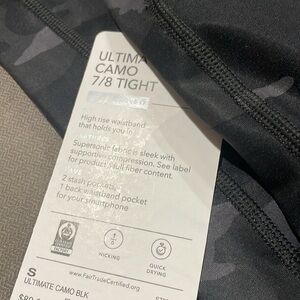 ULTIMA
CAMO
7/8 TIGHT
High rise waistband
that holds you in
Supersonic fabric is sleek with
supportive compression. See label
for product full fiber content.
2 stash pockets
1 back waistband pocket
for your smartphone
WICKING
QUICK
DRYING
www.FairTradeCertified.org
S
ULTIMATE CAMO BLK